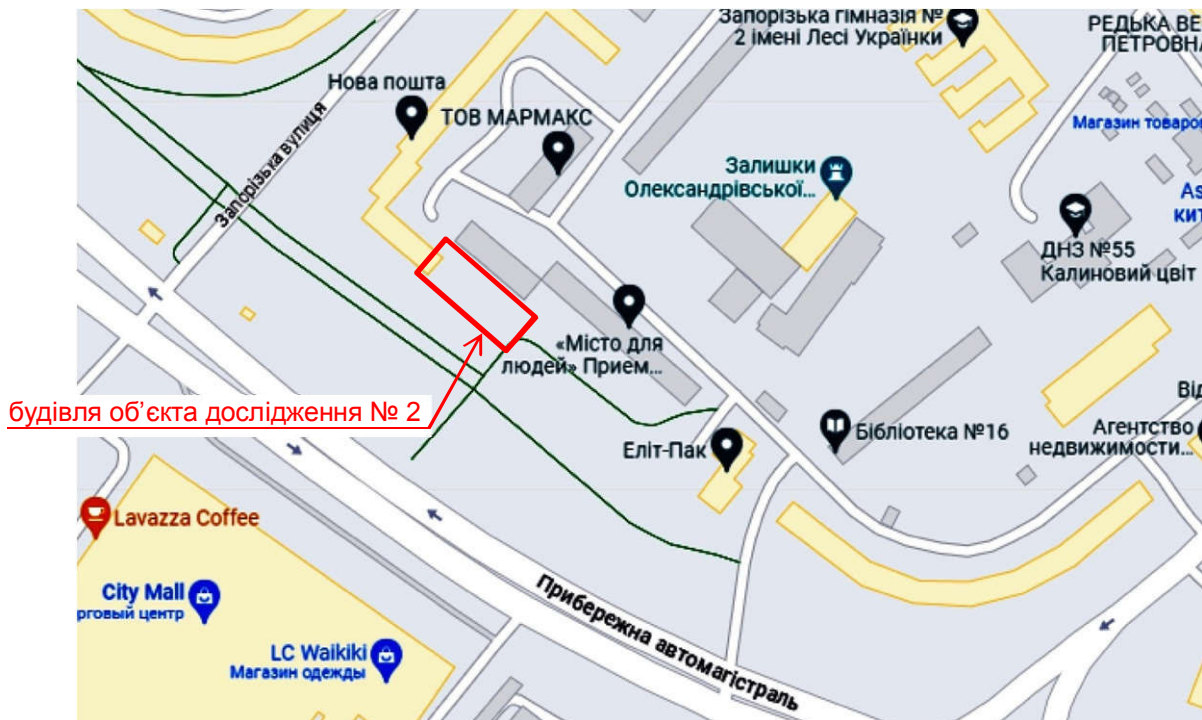 Запорізька гімназія №
2 імені Лесі Українки
РЕДЬКА ВЕ
ПЕТРОВНА
Нова пошта
ТОВ МАРМАКС
Магазин товаров
Запорізька вулиця
Залишки
Олександрівської...
As
кит
ДНЗ №55
Калиновий цвіт
«Місто для
людей» Прием...
будівля об’єкта дослідження № 2
Від
Бібліотека №16
Агентство
недвижимости...
Еліт-Пак
Lavazza Coffee
City Mall
рговый центр
Прибережна автомагістраль
LC Waikiki
Магазин одежды